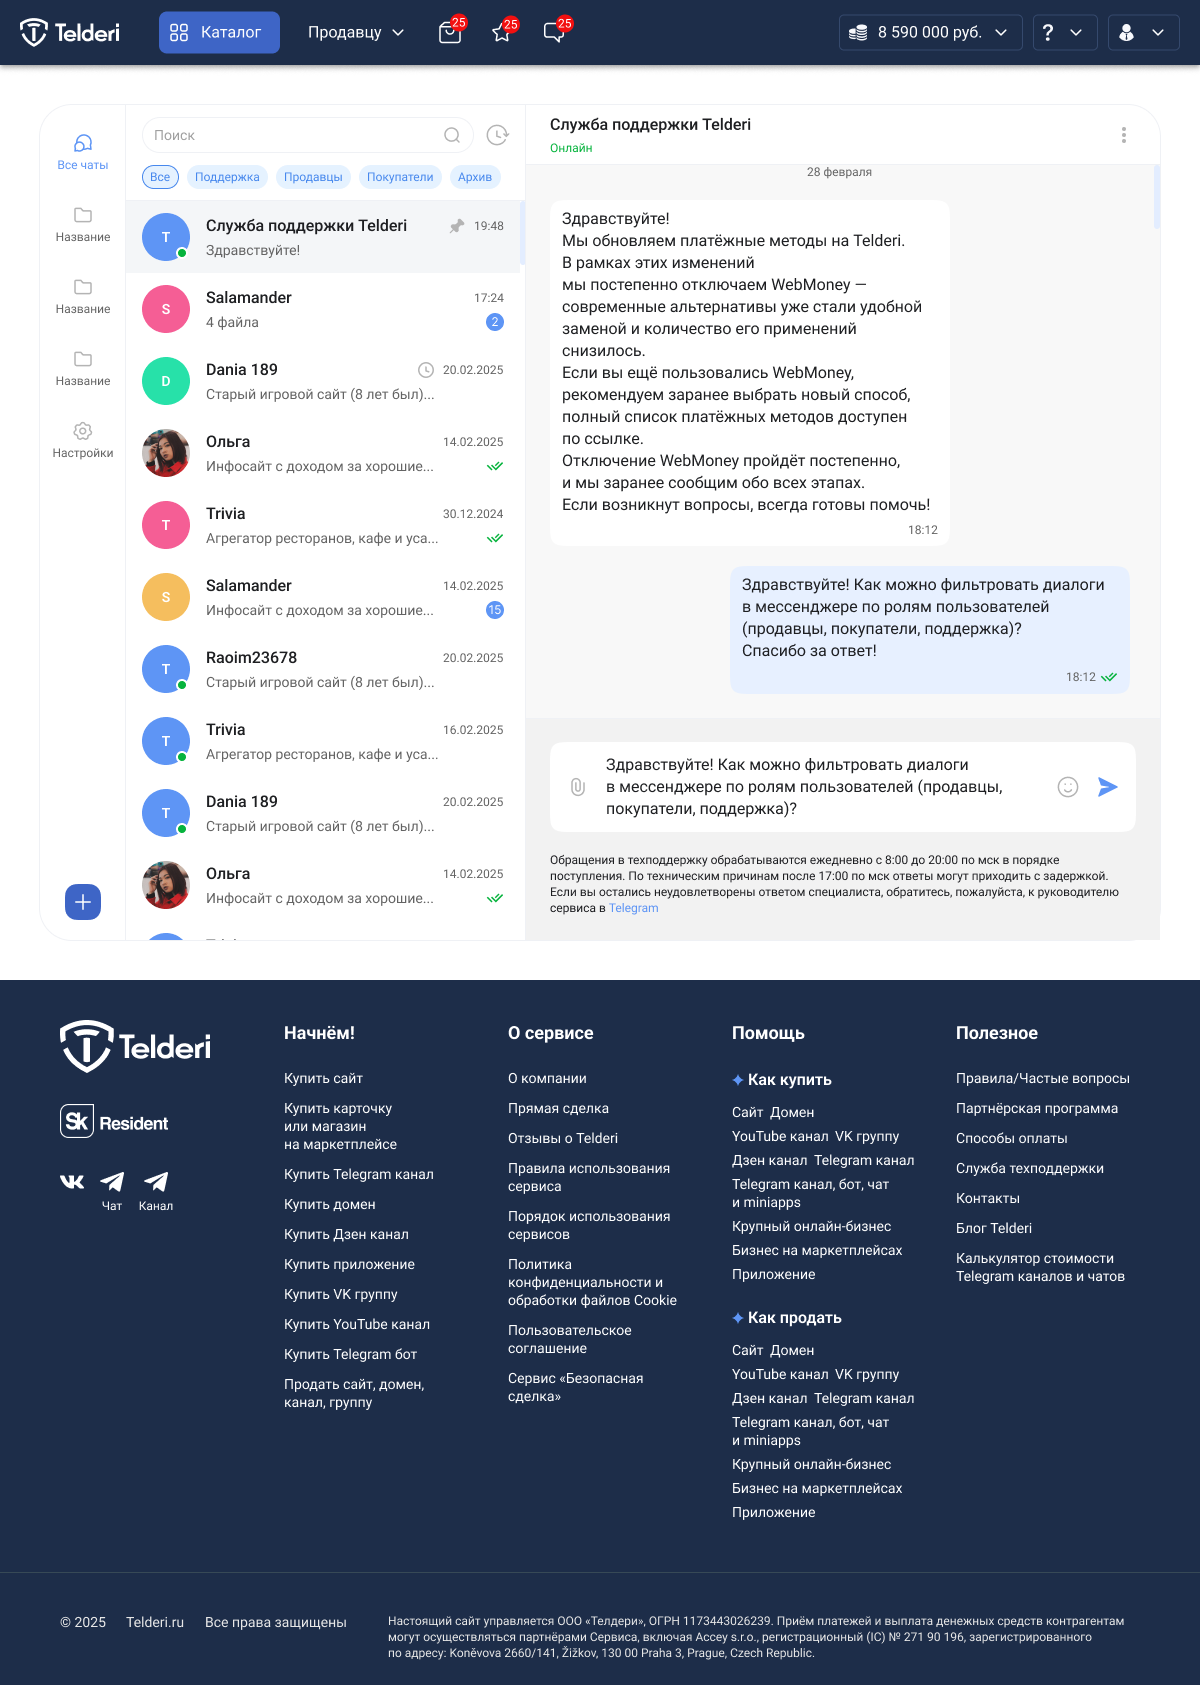 Telderi
Каталог
Продавцу
25
25
25
8 590 000 руб.
?
Все чаты
Название
Название
Название
Настройки
Поиск
Все
Поддержка
Продавцы
Покупатели
Архив
T
Служба поддержки Telderi
19:48
Здравствуйте!
S
Salamander
17:24
4 файла
2
D
Dania 189
20.02.2025
Старый игровой сайт (8 лет был)...
Ольга
14.02.2025
Инфосайт с доходом за хорошие...
T
Trivia
30.12.2024
Агрегатор ресторанов, кафе и уса...
S
Salamander
14.02.2025
Инфосайт с доходом за хорошие...
15
T
Raoim23678
20.02.2025
Старый игровой сайт (8 лет был)...
T
Trivia
16.02.2025
Агрегатор ресторанов, кафе и уса...
T
Dania 189
20.02.2025
Старый игровой сайт (8 лет был)...
Ольга
14.02.2025
Инфосайт с доходом за хорошие...
Служба поддержки Telderi
Онлайн
28 февраля
Здравствуйте!
Мы обновляем платёжные методы на Telderi.
В рамках этих изменений
мы постепенно отключаем WebMoney —
современные альтернативы уже стали удобной
заменой и количество его применений
снизилось.
Если вы ещё пользовались WebMoney,
рекомендуем заранее выбрать новый способ,
полный список платёжных методов доступен
по ссылке.
Отключение WebMoney пройдёт постепенно,
и мы заранее сообщим обо всех этапах.
Если возникнут вопросы, всегда готовы помочь!
18:12
Здравствуйте! Как можно фильтровать диалоги
в мессенджере по ролям пользователей
(продавцы, покупатели, поддержка)?
Спасибо за ответ!
18:12
Здравствуйте! Как можно фильтровать диалоги
в мессенджере по ролям пользователей (продавцы,
покупатели, поддержка)?
Обращения в техподдержку обрабатываются ежедневно с 8:00 до 20:00 по мск в порядке
поступления. По техническим причинам после 17:00 по мск ответы могут приходить с задержкой.
Если вы остались неудовлетворены ответом специалиста, обратитесь, пожалуйста, к руководителю
сервиса в Telegram
Telderi
Sk Resident
Чат
Канал
Начнём!
Купить сайт
Купить карточку
или магазин
на маркетплейсе
Купить Telegram канал
Купить домен
Купить Дзен канал
Купить приложение
Купить VK группу
Купить YouTube канал
Купить Telegram бот
Продать сайт, домен,
канал, группу
О сервисе
О компании
Прямая сделка
Отзывы о Telderi
Правила использования
сервиса
Порядок использования
сервисов
Политика
конфиденциальности и
обработки файлов Cookie
Пользовательское
соглашение
Сервис «Безопасная
сделка»
Помощь
Как купить
Сайт Домен
YouTube канал VK группу
Дзен канал Telegram канал
Telegram канал, бот, чат
и miniapps
Крупный онлайн-бизнес
Бизнес на маркетплейсах
Приложение
Как продать
Сайт Домен
YouTube канал VK группу
Дзен канал Telegram канал
Telegram канал, бот, чат
и miniapps
Крупный онлайн-бизнес
Бизнес на маркетплейсах
Приложение
Полезное
Правила/Частые вопросы
Партнёрская программа
Способы оплаты
Служба техподдержки
Контакты
Блог Telderi
Калькулятор стоимости
Telegram каналов и чатов
© 2025
Telderi.ru
Все права защищены
Настоящий сайт управляется ООО «Телдери», ОГРН 1173443026239. Приём платежей и выплата денежных средств контрагентам
могут осуществляться партнёрами Сервиса, включая Accey s.r.o., регистрационный (IC) № 271 90 196, зарегистрированного
по адресу: Koněvova 2660/141, Žižkov, 130 00 Praha 3, Prague, Czech Republic.